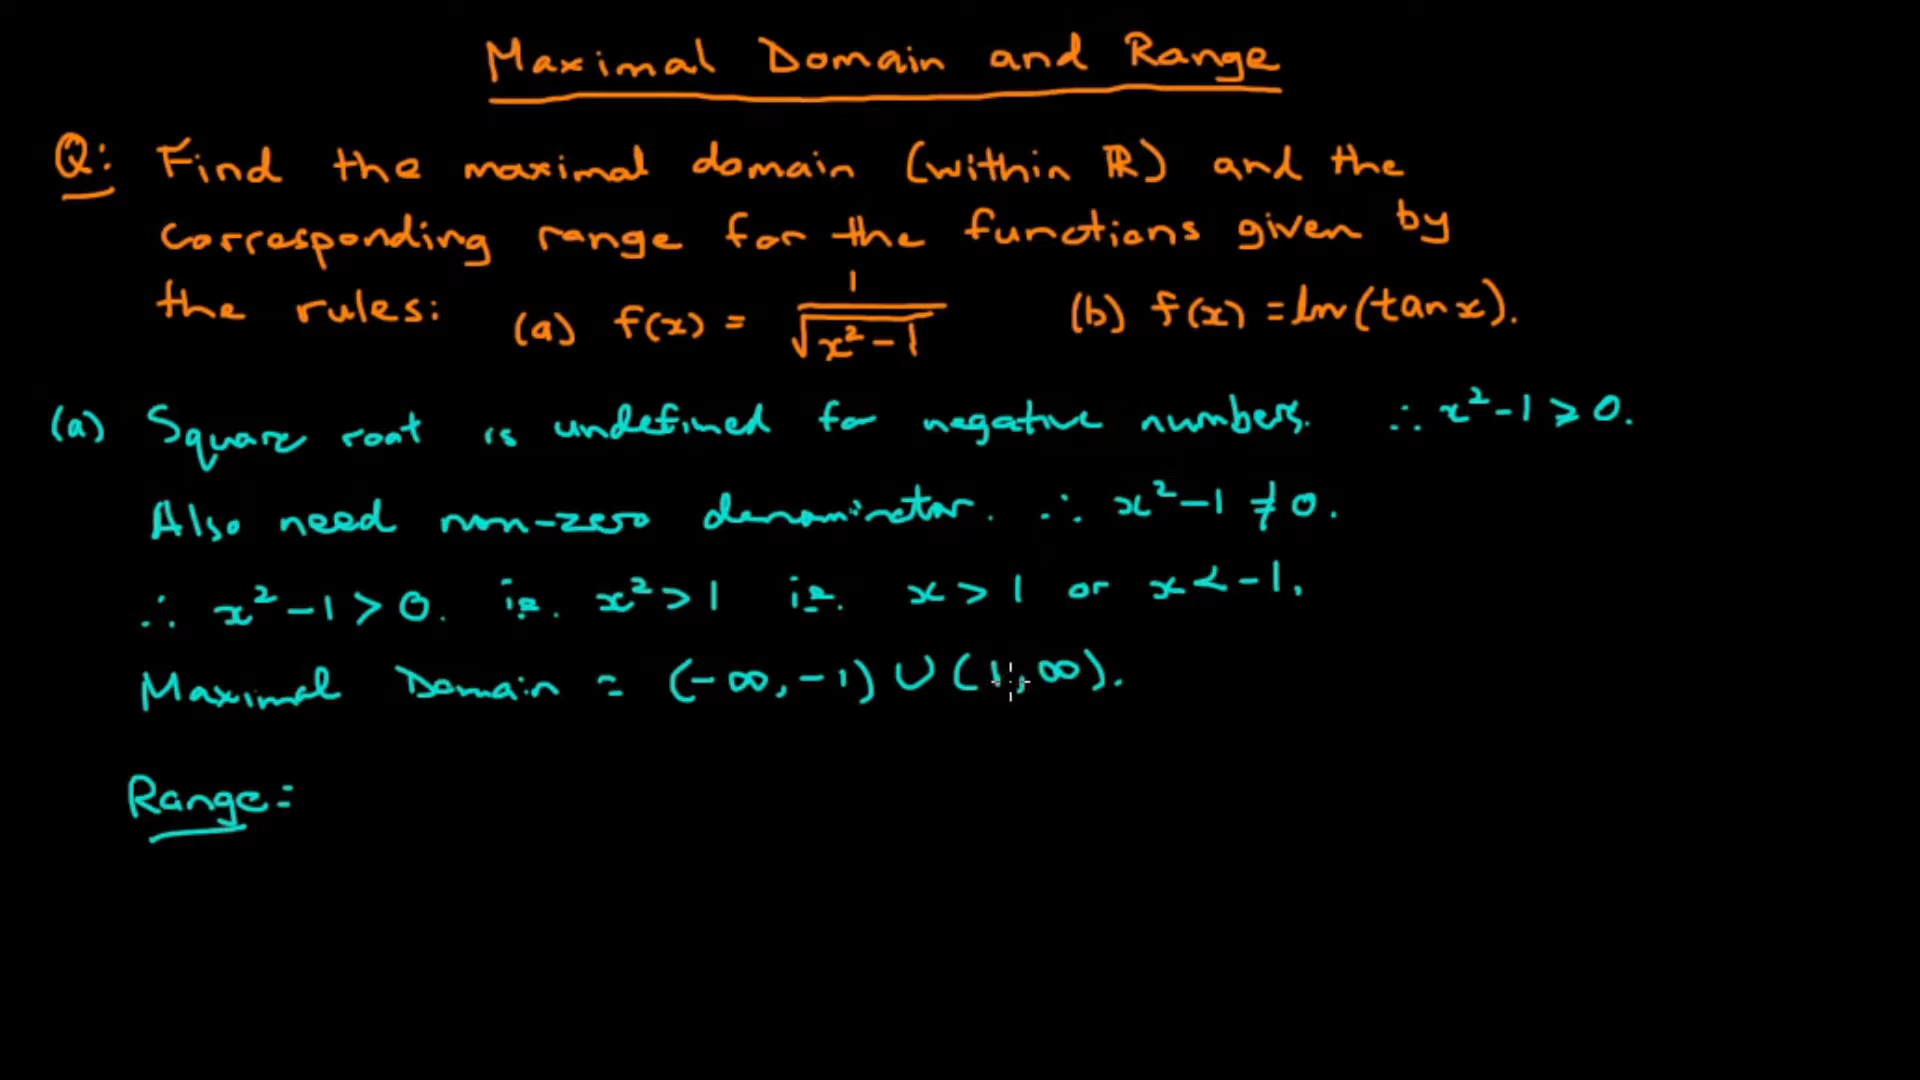 Maximal Domain and Range
Q: Find the maximal domain (within ℝ) and the
corresponding range for the functions given by
the rules: (a) f(x) = 1/√(x² - 1) (b) f(x) = ln(tan x).
(a) Square root is undefined for negative numbers. ∴ x² - 1 ≥ 0.
Also need non-zero denominator. ∴ x² - 1 ≠ 0.
∴ x² - 1 > 0. ie. x² > 1 ie. x > 1 or x < -1.
Maximal Domain = (-∞, -1) ∪ (1, ∞).
Range =